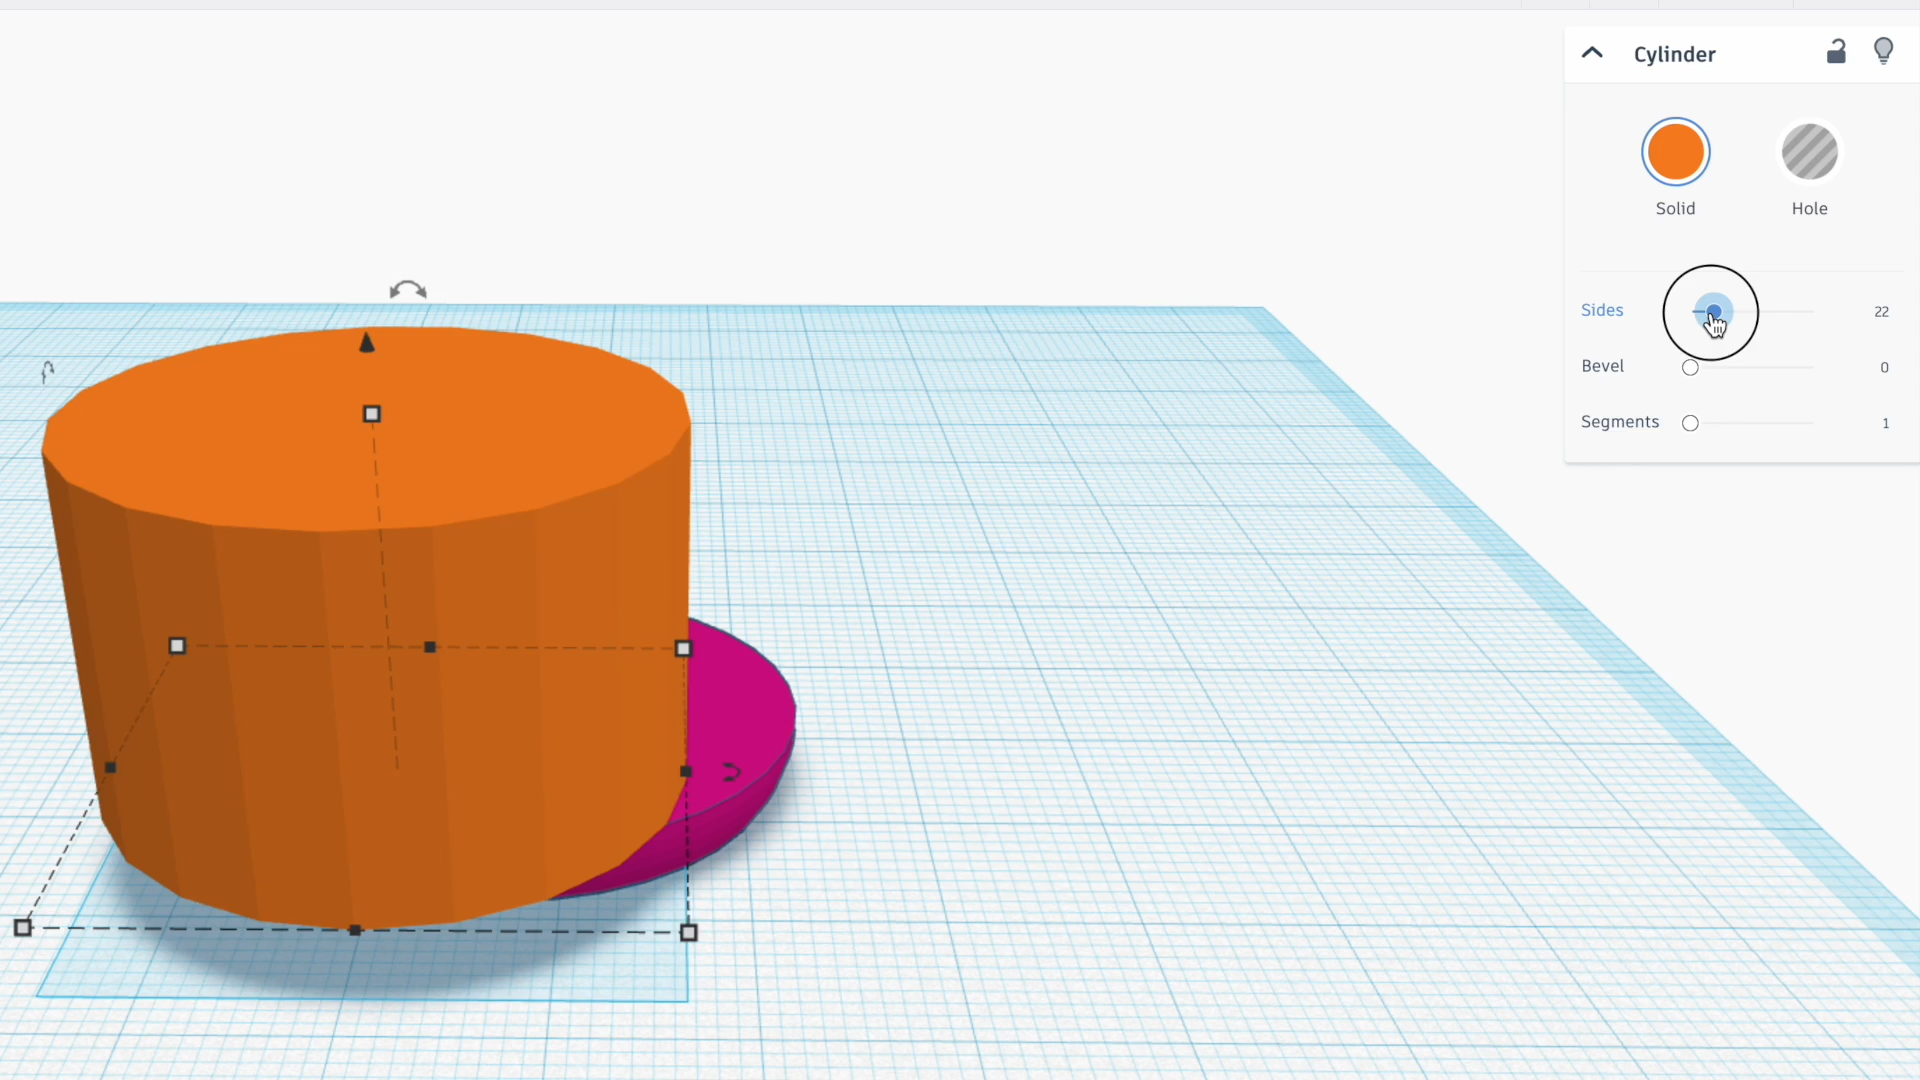 Cylinder
Solid
Hole
Sides
22
Bevel
0
Segments
1